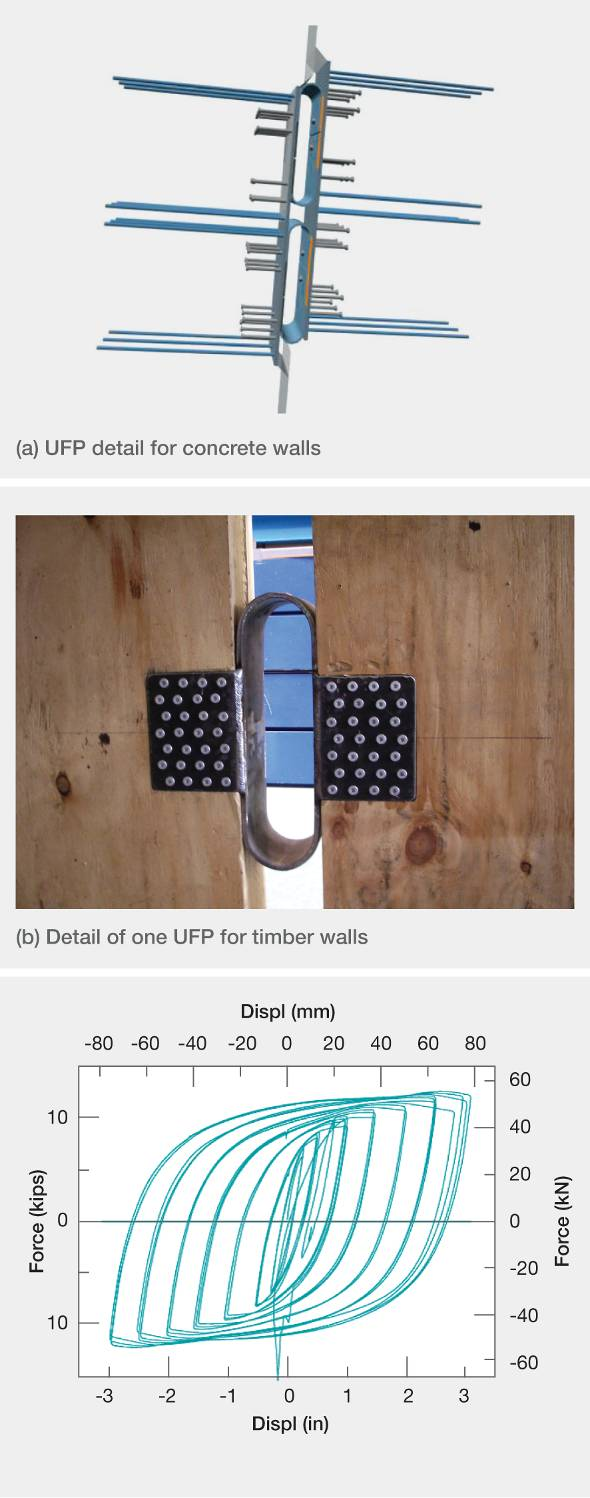 (a) UFP detail for concrete walls
(b) Detail of one UFP for timber walls
Displ (mm)
-80 -60 -40 -20 0 20 40 60 80
60
10
40
20
Force (kips)
0
0
Force (kN)
-20
10
-40
-60
-3 -2 -1 0 1 2 3
Displ (in)